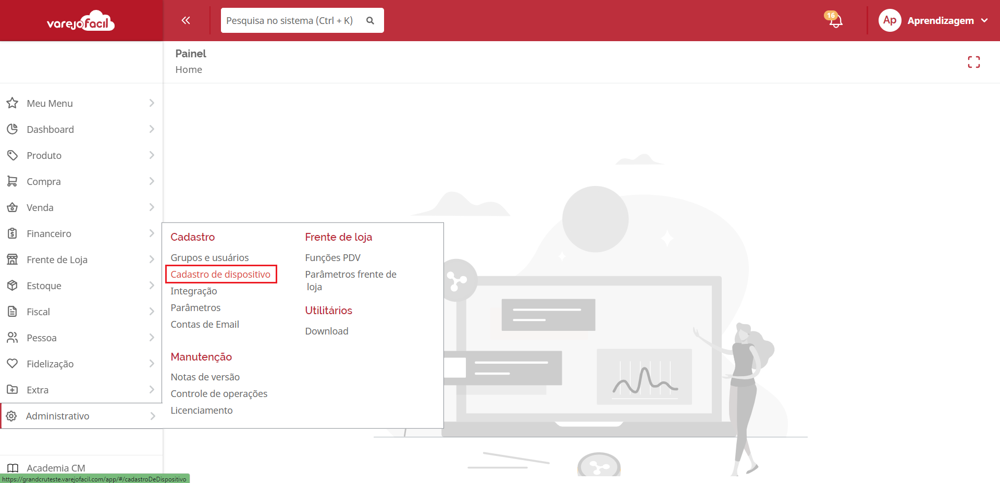 varejofacil
Pesquisa no sistema (Ctrl + K)
16
Ap
Aprendizagem
Painel
Home
Meu Menu
Dashboard
Produto
Compra
Venda
Financeiro
Frente de Loja
Estoque
Fiscal
Pessoa
Fidelização
Extra
Administrativo
Academia CM
Cadastro
Grupos e usuários
Cadastro de dispositivo
Integração
Parâmetros
Contas de Email
Manutenção
Notas de versão
Controle de operações
Licenciamento
Frente de loja
Funções PDV
Parâmetros frente de
loja
Utilitários
Download
https://grandcruteste.varejofacil.com/app/#/cadastroDeDispositivo